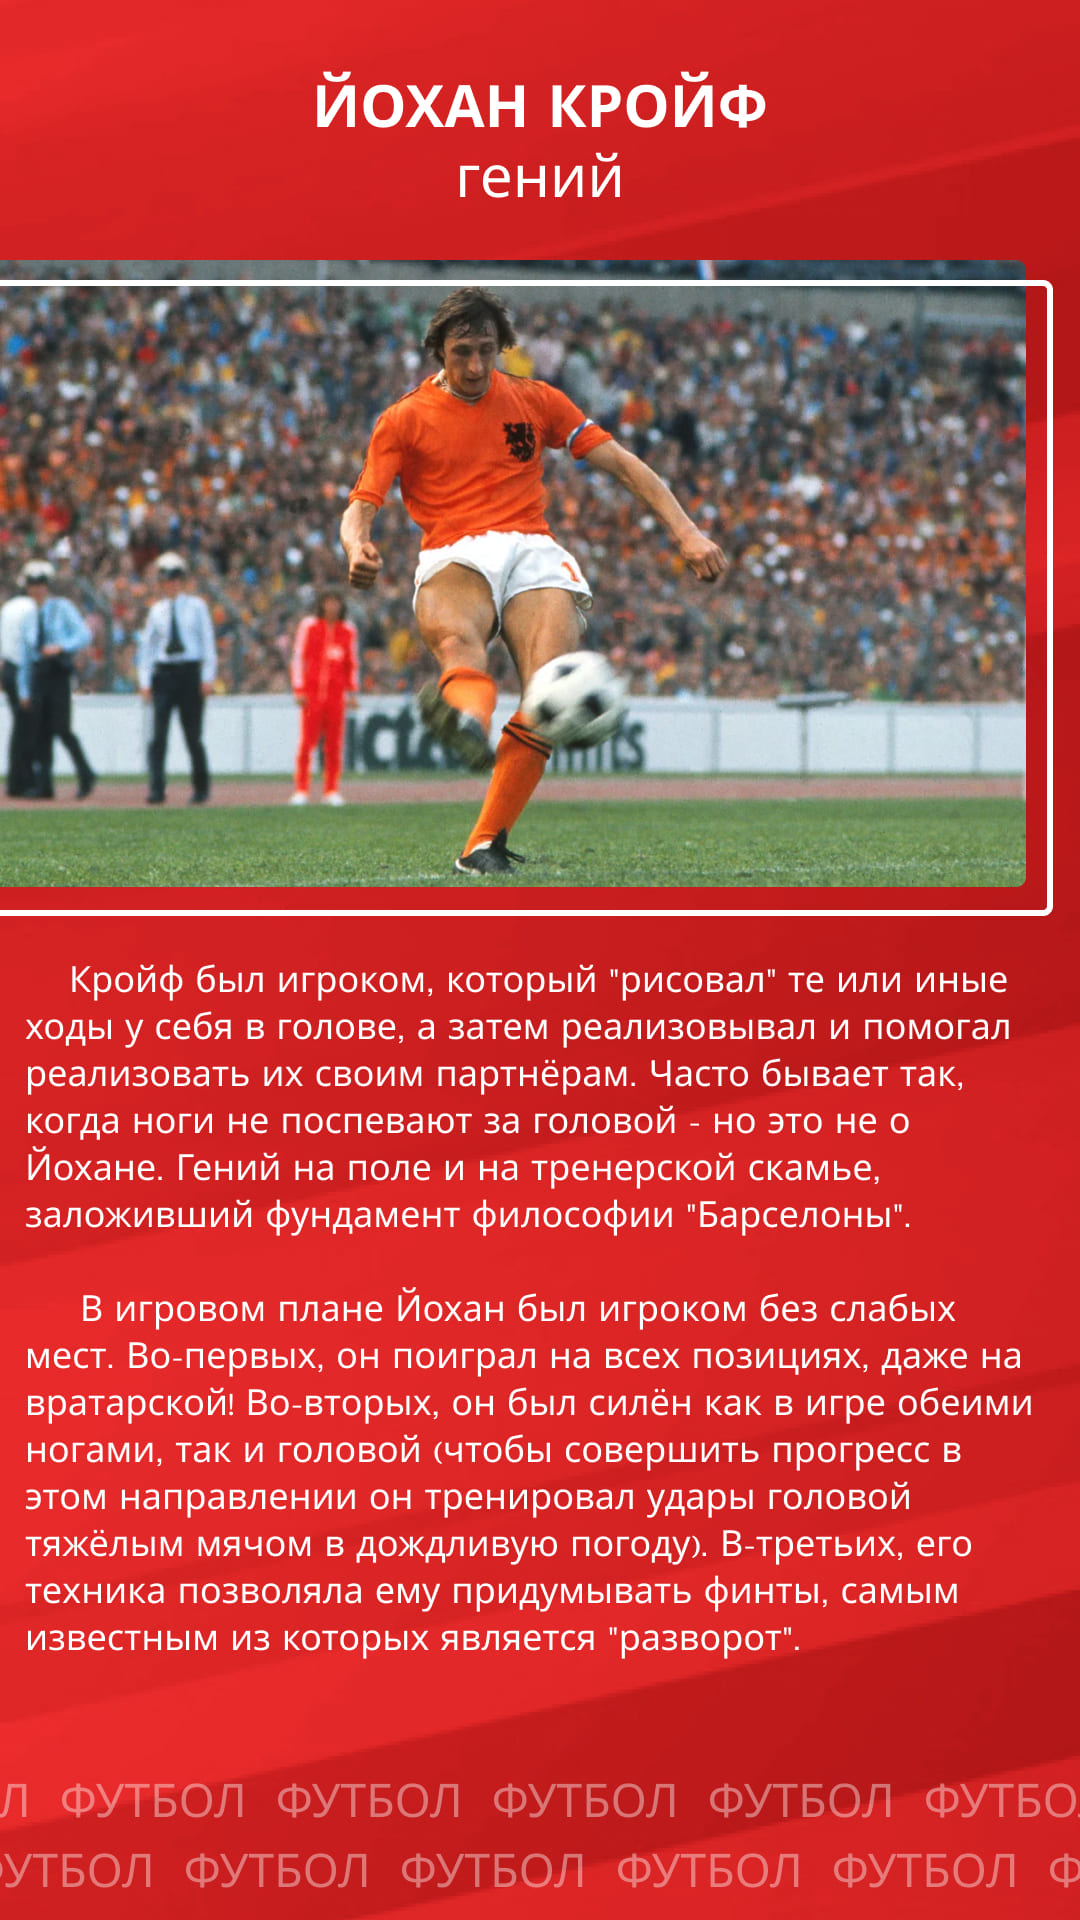 ЙОХАН КРОЙФ
гений
Кройф был игроком, который "рисовал" те или иные
ходы у себя в голове, а затем реализовывал и помогал
реализовать их своим партнёрам. Часто бывает так,
когда ноги не поспевают за головой - но это не о
Йохане. Гений на поле и на тренерской скамье,
заложивший фундамент философии "Барселоны".
В игровом плане Йохан был игроком без слабых
мест. Во-первых, он поиграл на всех позициях, даже на
вратарской! Во-вторых, он был силён как в игре обеими
ногами, так и головой (чтобы совершить прогресс в
этом направлении он тренировал удары головой
тяжёлым мячом в дождливую погоду). В-третьих, его
техника позволяла ему придумывать финты, самым
известным из которых является "разворот".
Л ФУТБОЛ ФУТБОЛ ФУТБОЛ ФУТБОЛ ФУТБО
УТБОЛ ФУТБОЛ ФУТБОЛ ФУТБОЛ ФУТБОЛ Ф